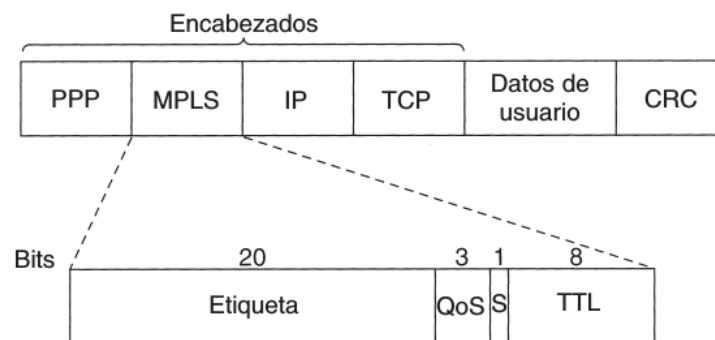 Encabezados
PPP MPLS IP TCP Datos de usuario CRC
Bits 20 3 1 8
Etiqueta QoS S TTL